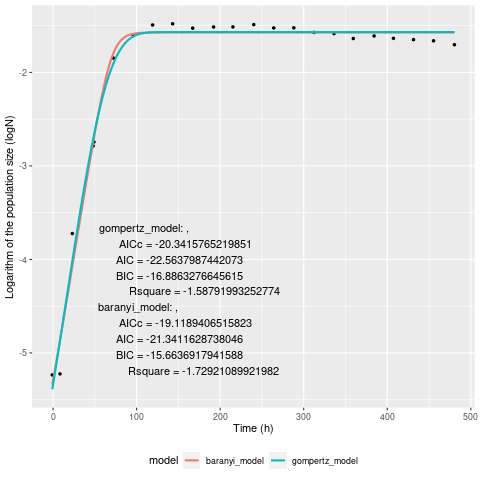 -2
-3
-4
-5
Logarithm of the population size (logN)
gompertz_model: ,
AICc = -20.3415765219851
AIC = -22.5637987442073
BIC = -16.8863276645615
Rsquare = -1.58791993252774
baranyi_model: ,
AICc = -19.1189406515823
AIC = -21.3411628738046
BIC = -15.6636917941588
Rsquare = -1.72921089921982
0 100 200 300 400 500
Time (h)
model baranyi_model gompertz_model